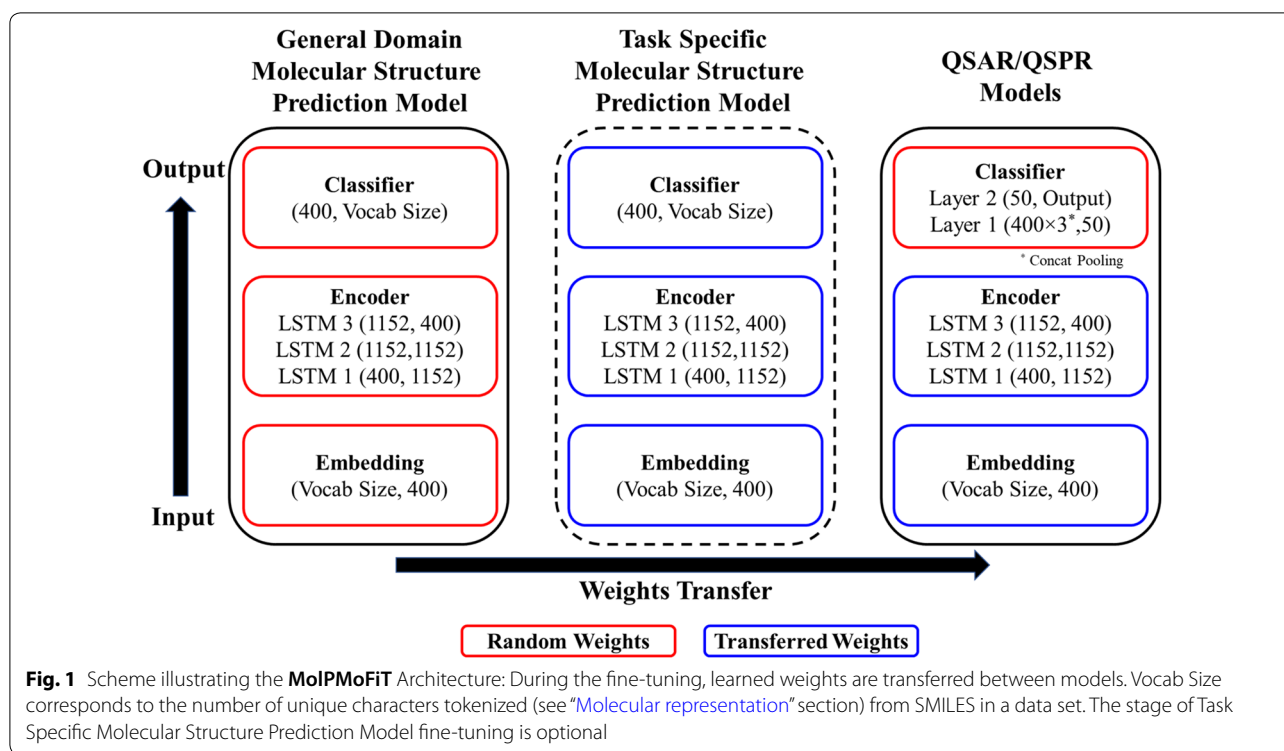 General Domain
Molecular Structure
Prediction Model
Task Specific
Molecular Structure
Prediction Model
QSAR/QSPR
Models
Output
Input
Classifier
(400, Vocab Size)
Encoder
LSTM 3 (1152, 400)
LSTM 2 (1152,1152)
LSTM 1 (400, 1152)
Embedding
(Vocab Size, 400)
Classifier
(400, Vocab Size)
Encoder
LSTM 3 (1152, 400)
LSTM 2 (1152,1152)
LSTM 1 (400, 1152)
Embedding
(Vocab Size, 400)
Classifier
Layer 2 (50, Output)
Layer 1 (400×3*,50)
* Concat Pooling
Encoder
LSTM 3 (1152, 400)
LSTM 2 (1152,1152)
LSTM 1 (400, 1152)
Embedding
(Vocab Size, 400)
Weights Transfer
Random Weights
Transferred Weights
Fig. 1 Scheme illustrating the MolPMoFiT Architecture: During the fine-tuning, learned weights are transferred between models. Vocab Size
corresponds to the number of unique characters tokenized (see “Molecular representation” section) from SMILES in a data set. The stage of Task
Specific Molecular Structure Prediction Model fine-tuning is optional